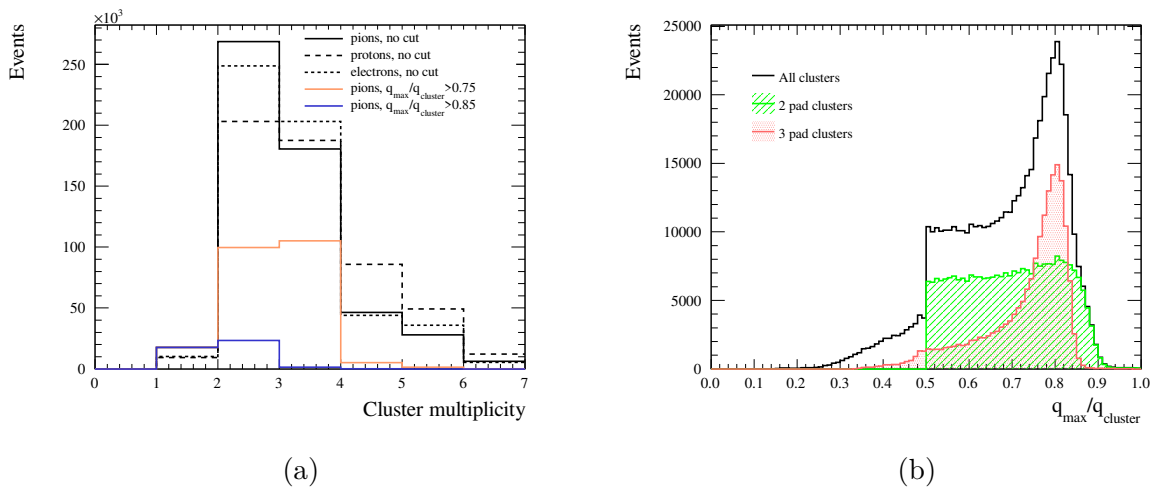 ×10³
Events
250
200
150
100
50
0
0 1 2 3 4 5 6 7
Cluster multiplicity
pions, no cut
protons, no cut
electrons, no cut
pions, q_max/q_cluster>0.75
pions, q_max/q_cluster>0.85
(a)
Events
25000
20000
15000
10000
5000
0
0.0 0.1 0.2 0.3 0.4 0.5 0.6 0.7 0.8 0.9 1.0
q_max/q_cluster
All clusters
2 pad clusters
3 pad clusters
(b)